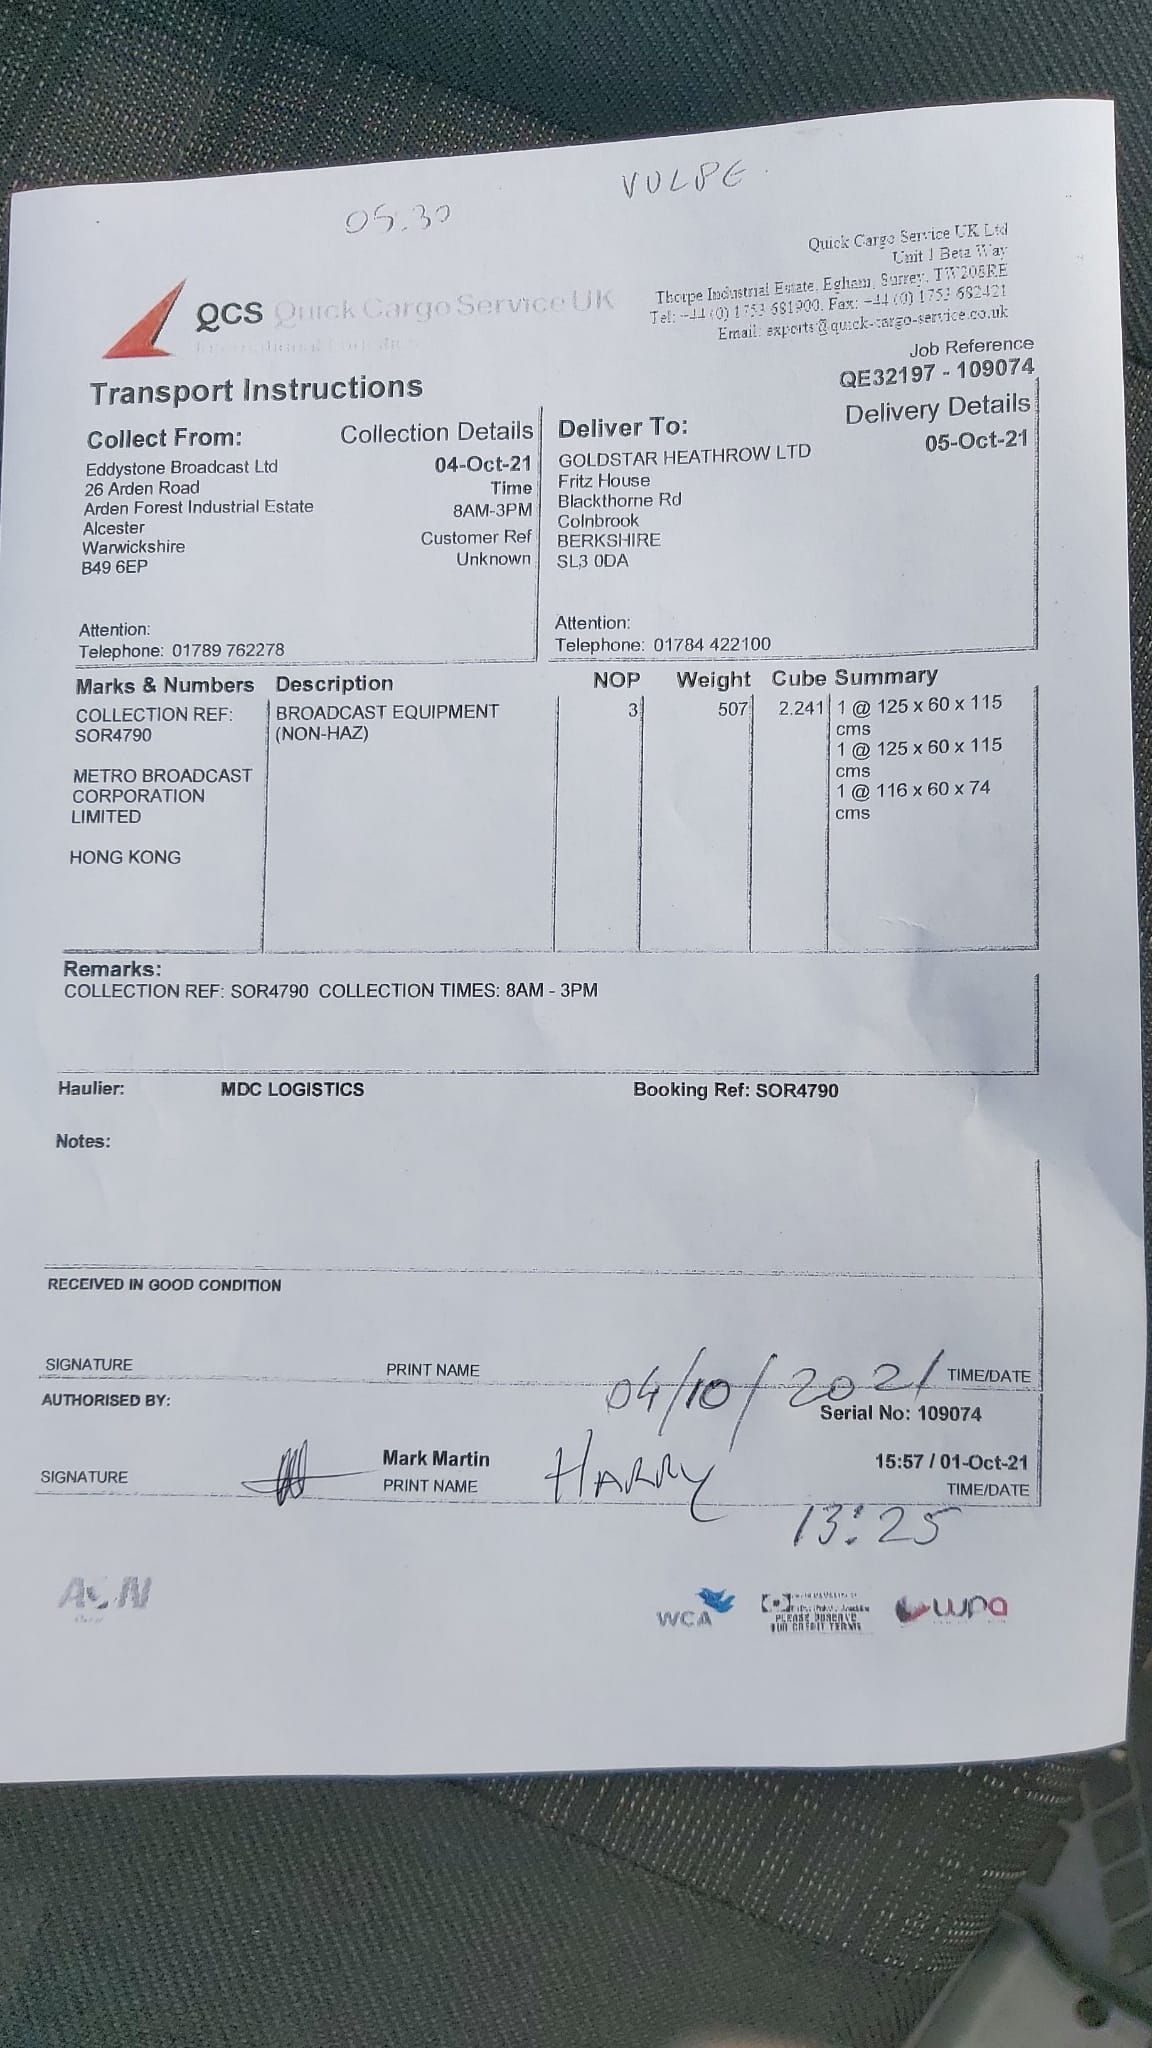 VULPE
05.30
Quick Cargo Service UK Ltd
Unit 1 Beta Way
Thorpe Industrial Estate, Egham, Surrey, TW208RE
Tel: +44 (0) 1753 681900, Fax: +44 (0) 1753 682421
Email: exports@quick-cargo-service.co.uk
QCS Quick Cargo Service UK
Job Reference
QE32197 - 109074
Transport Instructions
Collect From: Collection Details
Eddystone Broadcast Ltd 04-Oct-21
26 Arden Road Time
Arden Forest Industrial Estate 8AM-3PM
Alcester Customer Ref
Warwickshire Unknown
B49 6EP
Attention:
Telephone: 01789 762278
Deliver To: Delivery Details
GOLDSTAR HEATHROW LTD 05-Oct-21
Fritz House
Blackthorne Rd
Colnbrook
BERKSHIRE
SL3 0DA
Attention:
Telephone: 01784 422100
Marks & Numbers Description NOP Weight Cube Summary
COLLECTION REF: BROADCAST EQUIPMENT 3 507 2.241 1 @ 125 x 60 x 115
SOR4790 (NON-HAZ) cms
1 @ 125 x 60 x 115
METRO BROADCAST cms
CORPORATION 1 @ 116 x 60 x 74
LIMITED cms
HONG KONG
Remarks:
COLLECTION REF: SOR4790 COLLECTION TIMES: 8AM - 3PM
Haulier: MDC LOGISTICS Booking Ref: SOR4790
Notes:
RECEIVED IN GOOD CONDITION
SIGNATURE PRINT NAME 04/10/2021 TIME/DATE
AUTHORISED BY: Serial No: 109074
Mark Martin HARRY 15:57 / 01-Oct-21
SIGNATURE PRINT NAME TIME/DATE
13:25
WCA
PLEASE OBSERVE
OUR CREDIT TERMS
wpa